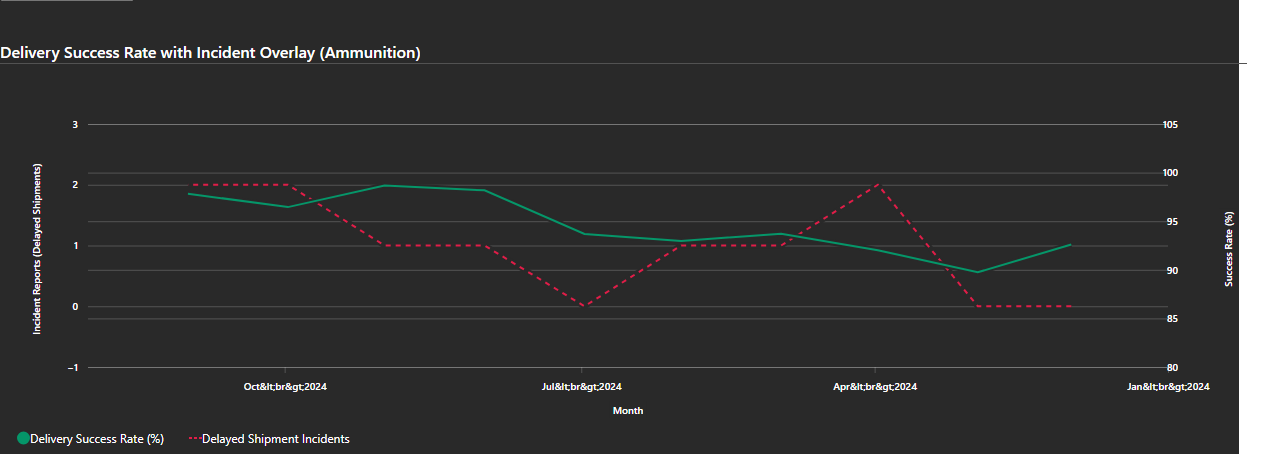 Delivery Success Rate with Incident Overlay (Ammunition)
3
2
1
0
−1
Incident Reports (Delayed Shipments)
105
100
95
90
85
80
Success Rate (%)
Oct&lt;br&gt;2024
Jul&lt;br&gt;2024
Apr&lt;br&gt;2024
Jan&lt;br&gt;2024
Month
Delivery Success Rate (%)
Delayed Shipment Incidents